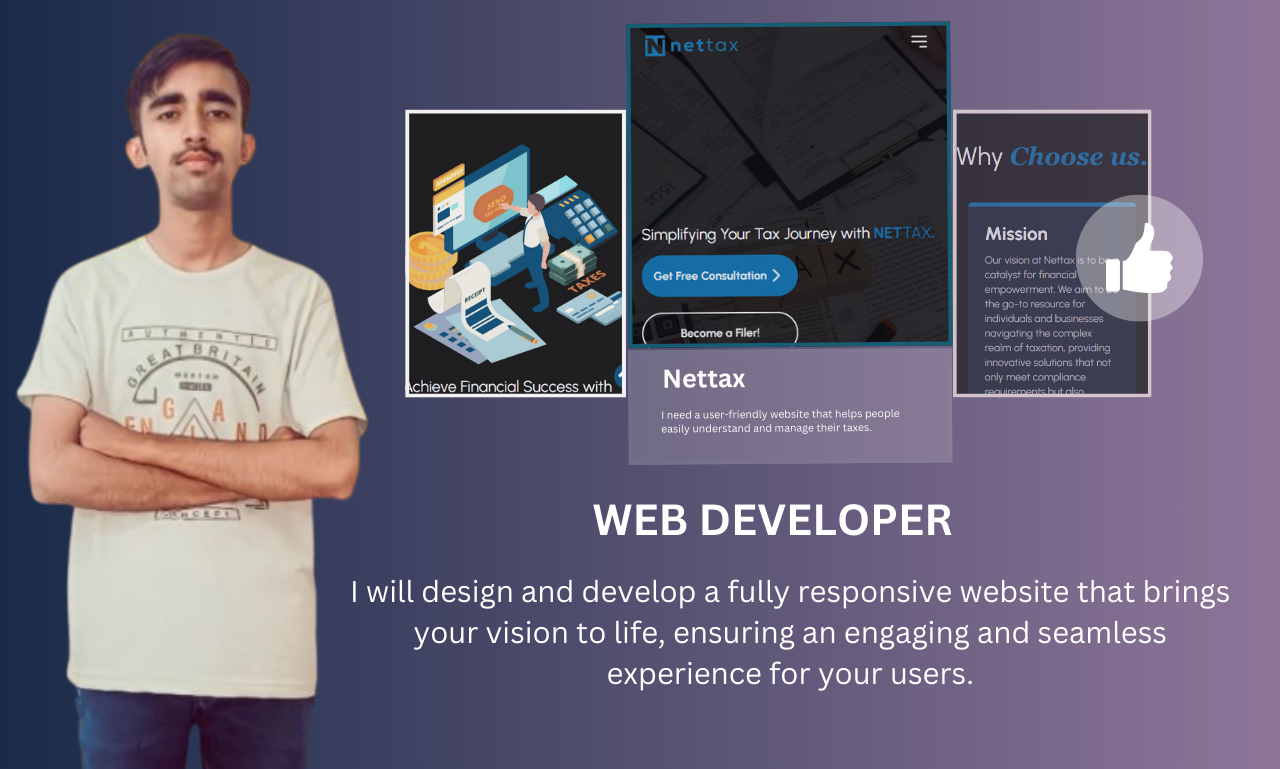 nettax
Simplifying Your Tax Journey with NETTAX.
Get Free Consultation
Become a Filer!
APPROVED
SEND
RECEIPT
TAXES
Achieve Financial Success with
Why Choose us.
Mission
Our vision at Nettax is to be
catalyst for financial
empowerment. We aim to
the go-to resource for
individuals and businesses
navigating the complex
realm of taxation, providing
innovative solutions that not
only meet compliance
requirements but also
Nettax
I need a user-friendly website that helps people
easily understand and manage their taxes.
AUTHENTIC
GREAT BRITAIN
ENGLAND
CONCEPT
WEB DEVELOPER
I will design and develop a fully responsive website that brings
your vision to life, ensuring an engaging and seamless
experience for your users.